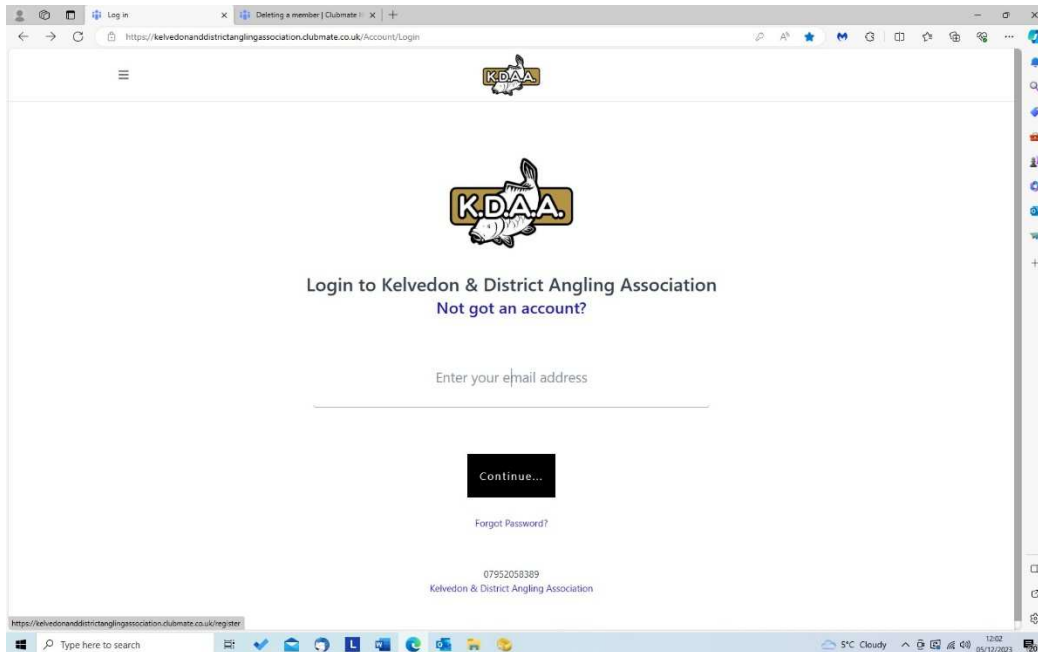 Log in
Deleting a member | Clubmate H
https://kelvedonanddistrictanglingassociation.clubmate.co.uk/Account/Login
K.D.A.A.
K.D.A.A.
Login to Kelvedon & District Angling Association
Not got an account?
Enter your email address
Continue...
Forgot Password?
07952058389
Kelvedon & District Angling Association
https://kelvedonanddistrictanglingassociation.clubmate.co.uk/register
Type here to search
5°C Cloudy
12:02
05/12/2023